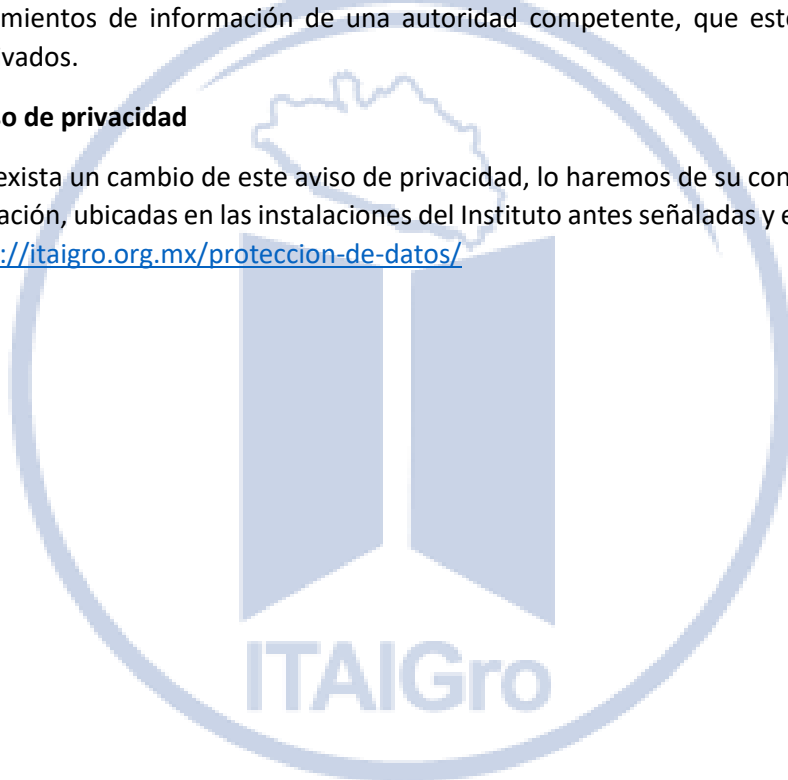 mientos de información de una autoridad competente, que est
vados.
o de privacidad
exista un cambio de este aviso de privacidad, lo haremos de su con
ación, ubicadas en las instalaciones del Instituto antes señaladas y e
://itaigro.org.mx/proteccion-de-datos/
ITAIGro